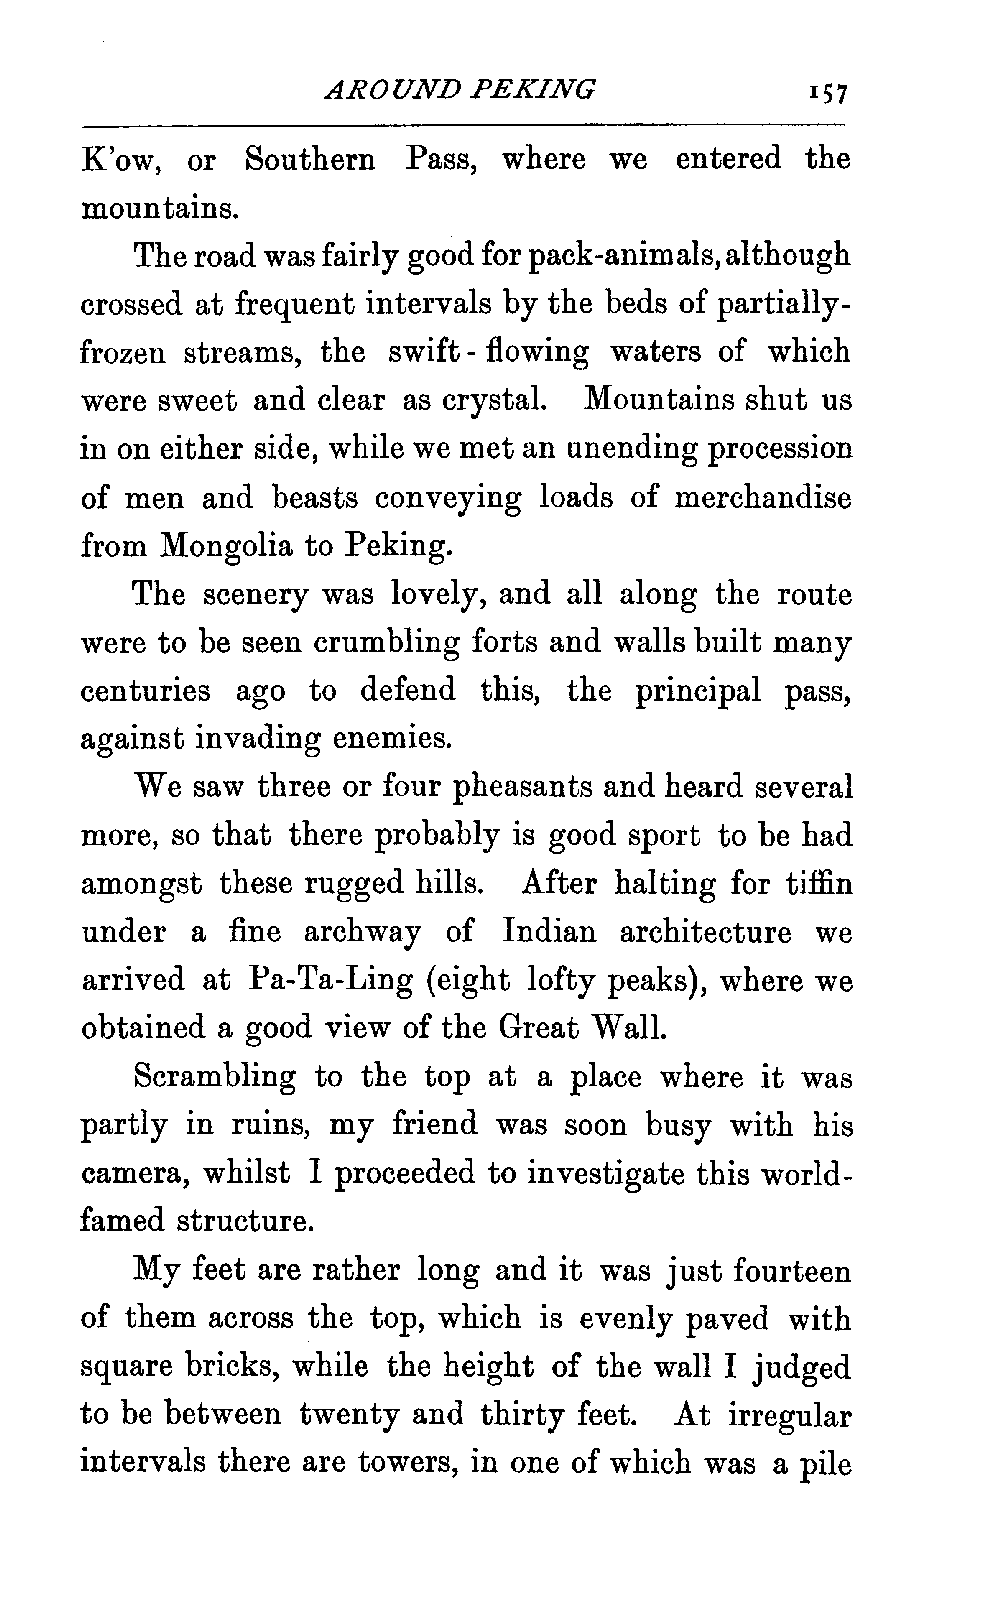 AROUND PEKING 157
K’ow, or Southern Pass, where we entered the
mountains.
The road was fairly good for pack-animals, although
crossed at frequent intervals by the beds of partially-
frozen streams, the swift-flowing waters of which
were sweet and clear as crystal. Mountains shut us
in on either side, while we met an unending procession
of men and beasts conveying loads of merchandise
from Mongolia to Peking.
The scenery was lovely, and all along the route
were to be seen crumbling forts and walls built many
centuries ago to defend this, the principal pass,
against invading enemies.
We saw three or four pheasants and heard several
more, so that there probably is good sport to be had
amongst these rugged hills. After halting for tiffin
under a fine archway of Indian architecture we
arrived at Pa-Ta-Ling (eight lofty peaks), where we
obtained a good view of the Great Wall.
Scrambling to the top at a place where it was
partly in ruins, my friend was soon busy with his
camera, whilst I proceeded to investigate this world-
famed structure.
My feet are rather long and it was just fourteen
of them across the top, which is evenly paved with
square bricks, while the height of the wall I judged
to be between twenty and thirty feet. At irregular
intervals there are towers, in one of which was a pile